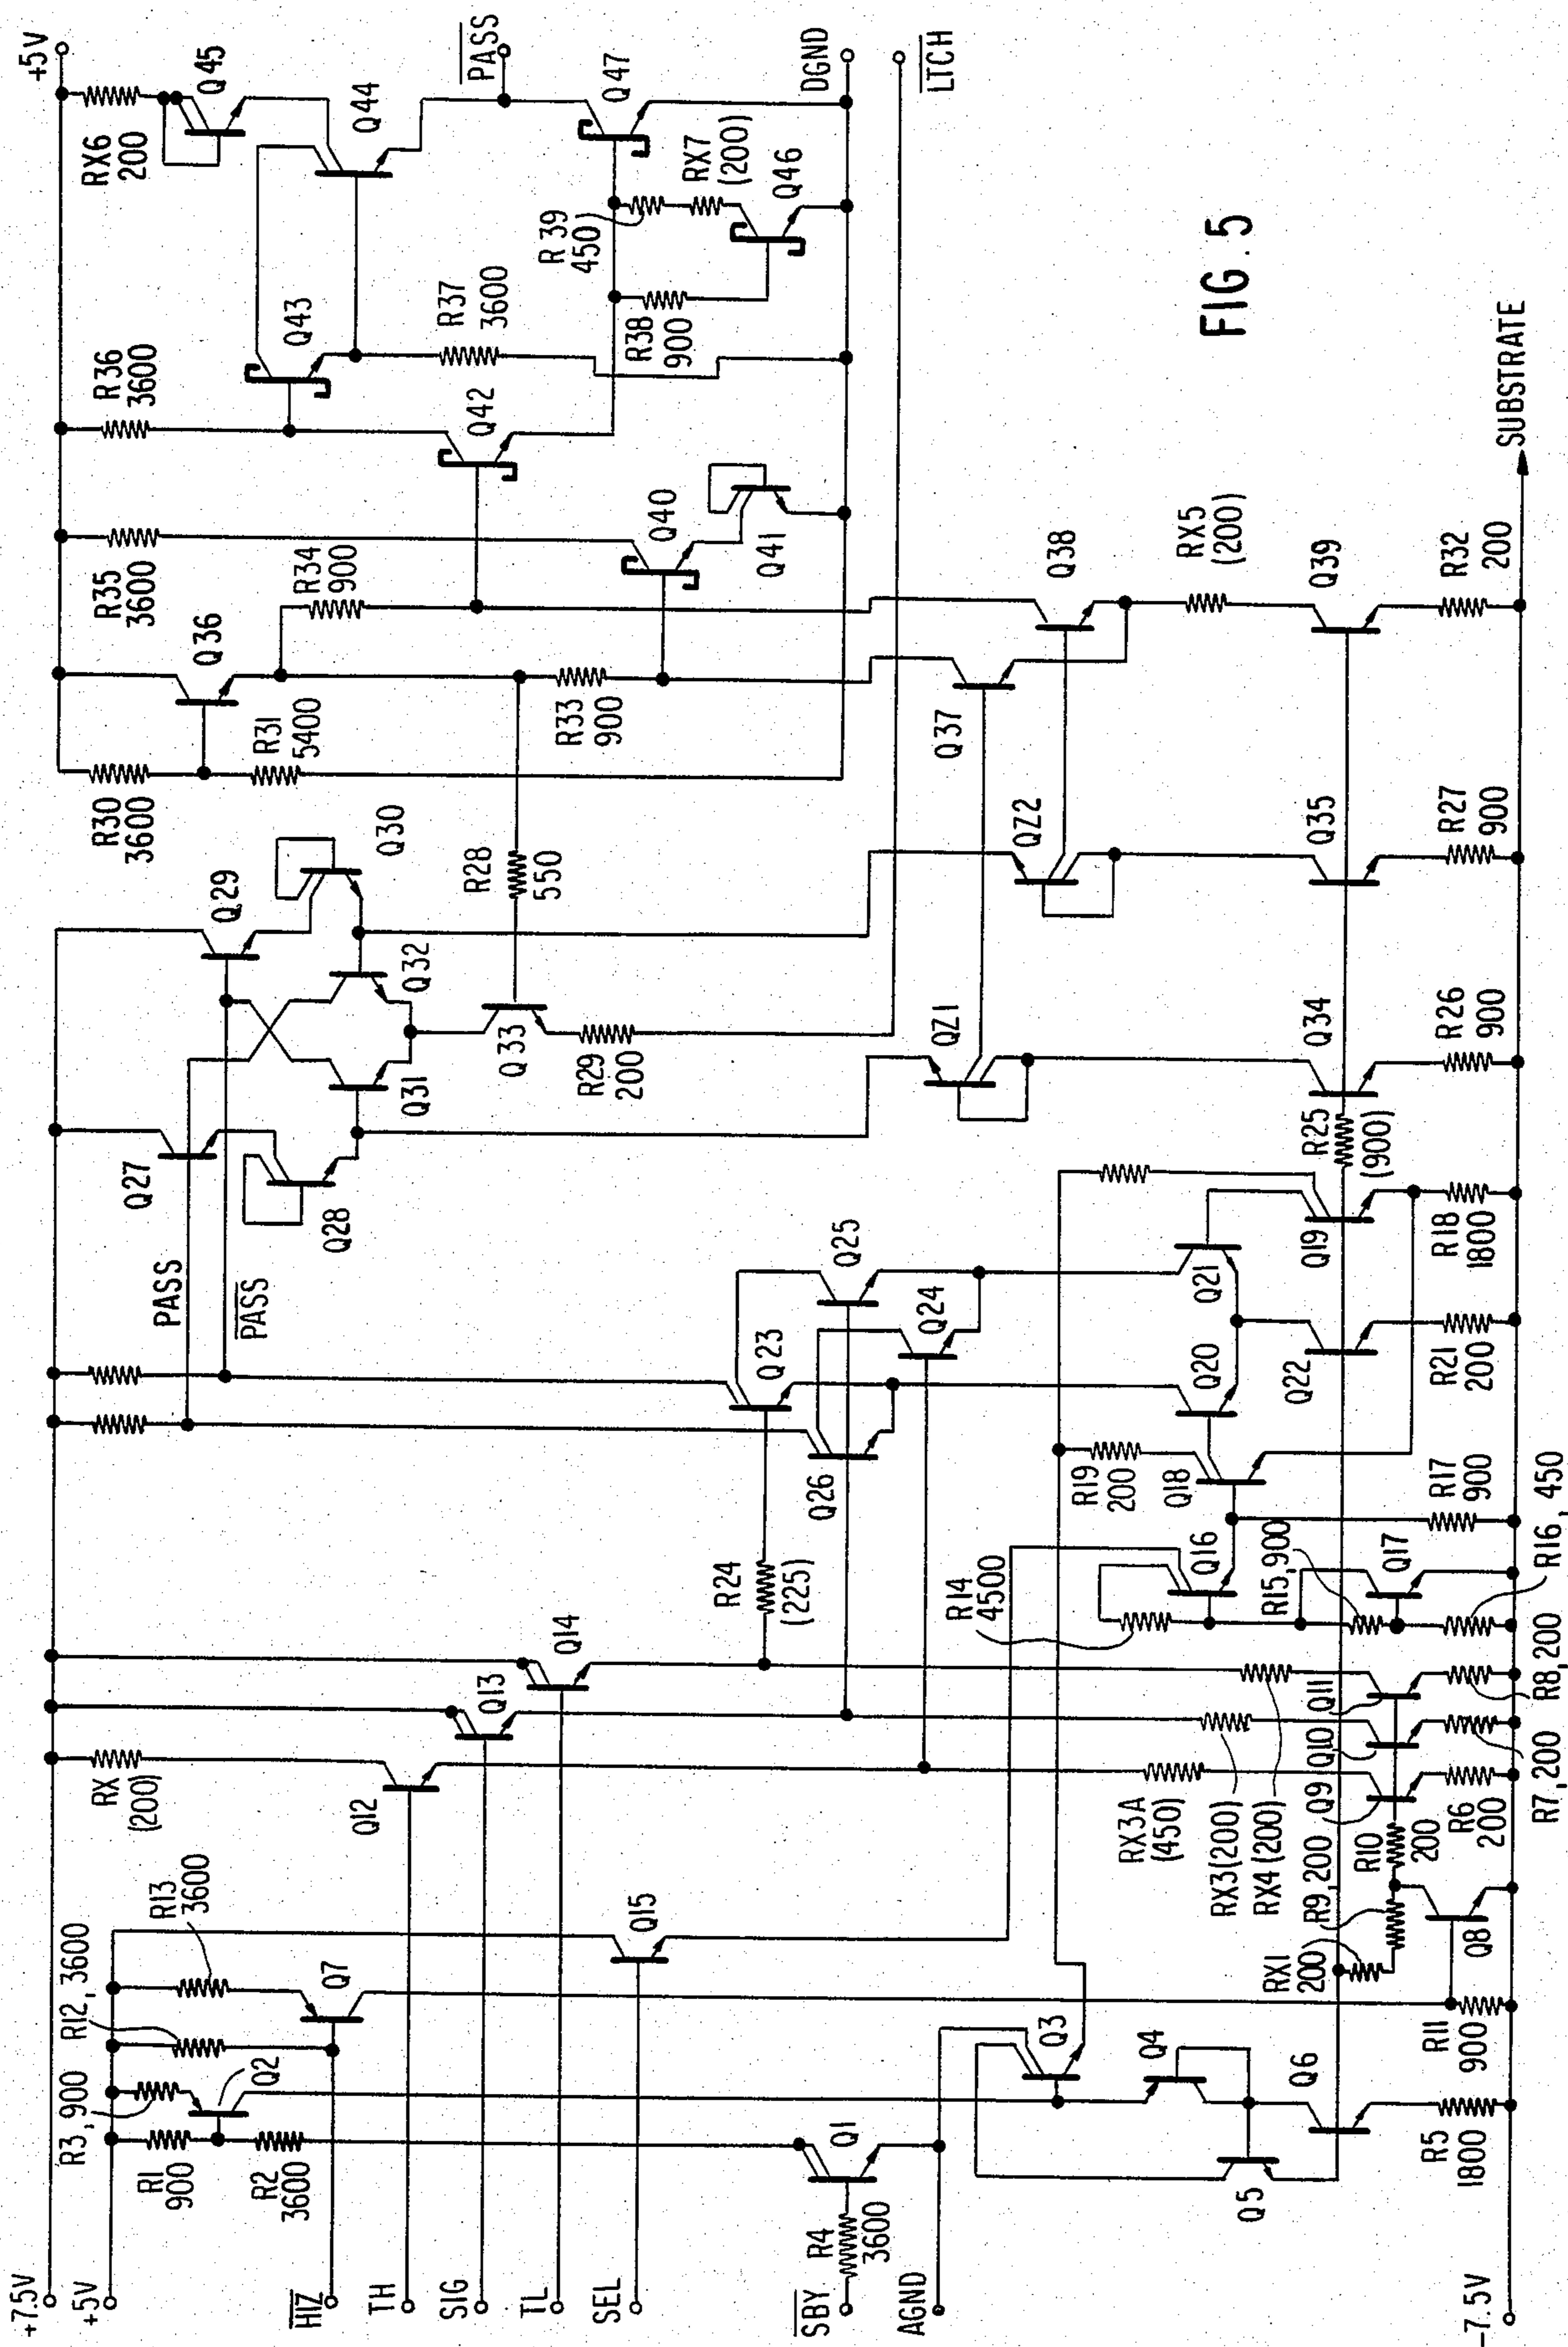 +7.5V
+5V
R3, 900
R12, 3600
R13
3600
R1
900
R2
3600
Q2
Q7
HIZ
TH
SIG
TL
SEL
RX
(200)
Q12
Q13
Q14
Q15
SBY
R4
3600
Q1
AGND
Q3
Q4
Q5
Q6
R5
1800
-7.5V
R11
900
Q8
RX1
200
R9, 200
R10
200
R6
200
Q9
Q10
Q11
R7, 200
R8, 200
RX3A
(450)
RX3 (200)
RX4 (200)
R14
4500
Q16
R15, 900
Q17
R16, 450
R17
900
PASS
PASS
R24
(225)
Q26
Q23
Q25
Q24
R19
200
Q18
Q20
Q21
Q22
R21
200
Q19
R18
1800
R25
(900)
Q27
Q28
Q29
Q30
Q31
Q32
Q33
R29
200
R28
550
QZ1
QZ2
Q34
R26
900
Q35
R27
900
R30
3600
R31
5400
Q36
R33
900
R34
900
R35
3600
R36
3600
Q37
Q38
RX5
(200)
Q39
R32
200
Q40
Q41
Q42
Q43
R37
3600
R38
900
R39
450
RX7
(200)
Q46
Q47
Q44
Q45
RX6
200
+5V
PASS
DGND
LTCH
SUBSTRATE
FIG. 5